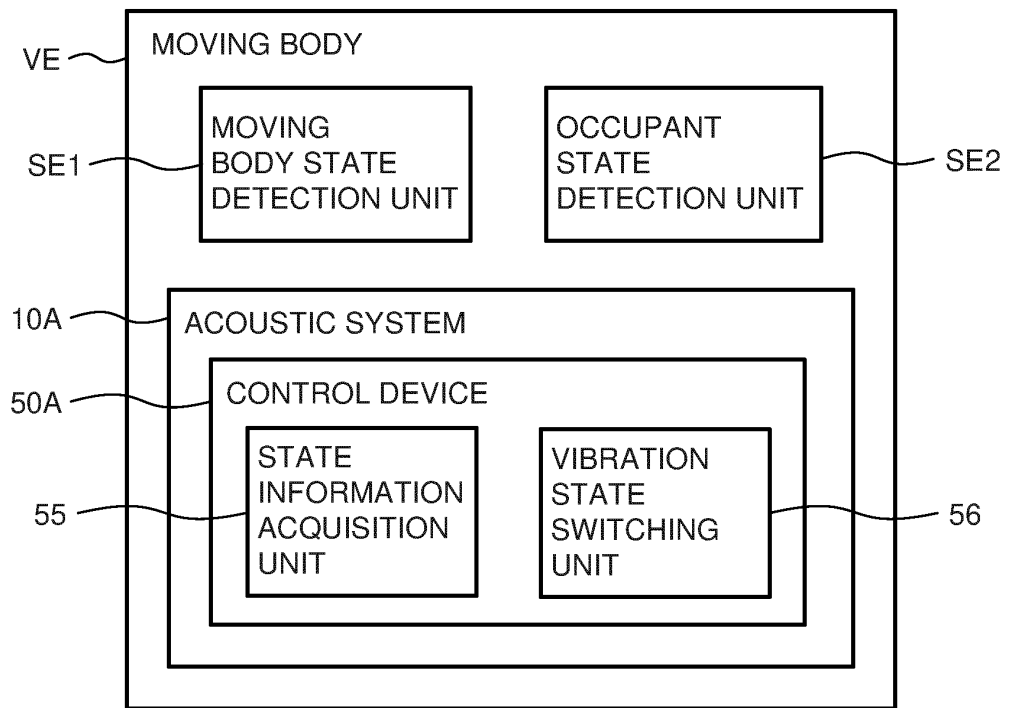 VE
MOVING BODY
SE1
MOVING
BODY STATE
DETECTION UNIT
OCCUPANT
STATE
DETECTION UNIT
SE2
10A
ACOUSTIC SYSTEM
50A
CONTROL DEVICE
55
STATE
INFORMATION
ACQUISITION
UNIT
VIBRATION
STATE
SWITCHING
UNIT
56